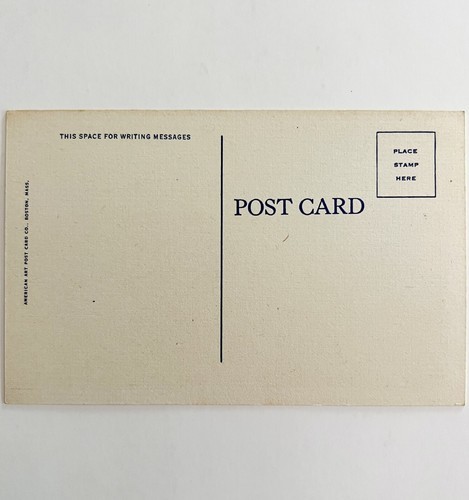 THIS SPACE FOR WRITING MESSAGES
AMERICAN ART POST CARD CO., BOSTON, MASS.
POST CARD
PLACE
STAMP
HERE